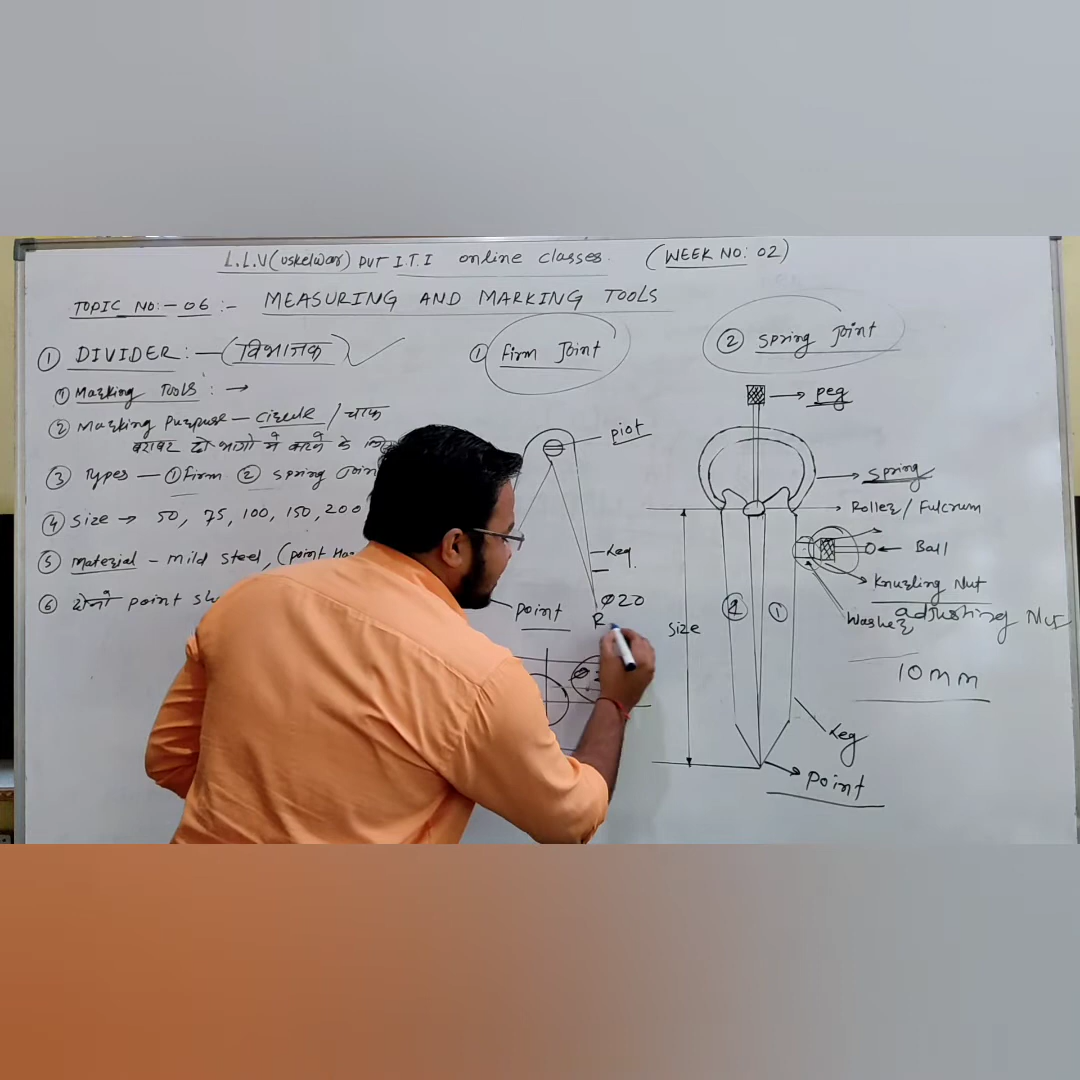 L.L.V (uskelwar) PVT I.T.I online classes. (WEEK NO: 02)
TOPIC NO:- 06 :- MEASURING AND MARKING TOOLS
① DIVIDER :— (विभाजक)
① Marking Tools : →
② Marking Purpose — Circle / चाप
बराबर दो भागो में करने के
③ Types — ① Firm ② spring Join
④ Size → 50, 75, 100, 150, 200
⑤ Material — mild steel, (Point Ha
⑥ दोनो point
① Firm Joint
piot
Leg
point
Ø20
R
② Spring Joint
peg
Spring
Roller / Fulcrum
Ball
Knurling Nut
adjushing Nut
Washer
size
② ①
10mm
Leg
Point